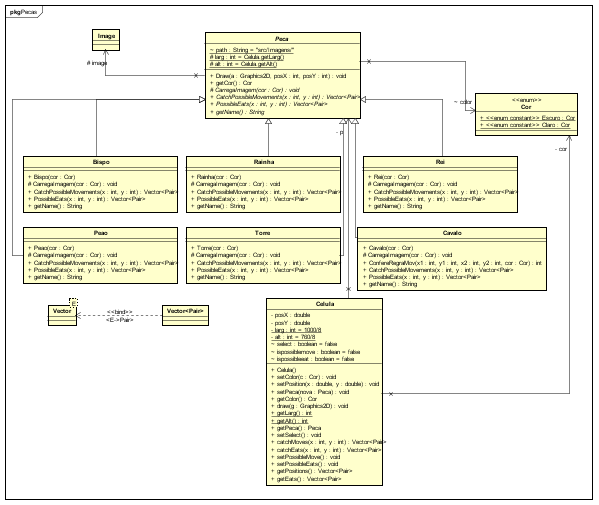 pkg Pecas
Image
# image
Peca
~ path : String = "src/Imagens/"
# larg : int = Celula.getLarg()
# alt : int = Celula.getAlt()
+ Draw(a : Graphics2D, posX : int, posY : int) : void
+ getCor() : Cor
# CarregaImagem(cor : Cor) : void
+ CatchPossibleMovements(x : int, y : int) : Vector<Pair>
+ PossibleEats(x : int, y : int) : Vector<Pair>
+ getName() : String
~ color
<<enum>>
Cor
+ <<enum constant>> Escuro : Cor
+ <<enum constant>> Claro : Cor
- p
- cor
Bispo
+ Bispo(cor : Cor)
# CarregaImagem(cor : Cor) : void
+ CatchPossibleMovements(x : int, y : int) : Vector<Pair>
+ PossibleEats(x : int, y : int) : Vector<Pair>
+ getName() : String
Rainha
+ Rainha(cor : Cor)
# CarregaImagem(cor : Cor) : void
+ CatchPossibleMovements(x : int, y : int) : Vector<Pair>
+ PossibleEats(x : int, y : int) : Vector<Pair>
+ getName() : String
Rei
+ Rei(cor : Cor)
# CarregaImagem(cor : Cor) : void
+ CatchPossibleMovements(x : int, y : int) : Vector<Pair>
+ PossibleEats(x : int, y : int) : Vector<Pair>
+ getName() : String
Peao
+ Peao(cor : Cor)
# CarregaImagem(cor : Cor) : void
+ CatchPossibleMovements(x : int, y : int) : Vector<Pair>
+ PossibleEats(x : int, y : int) : Vector<Pair>
+ getName() : String
Torre
+ Torre(cor : Cor)
# CarregaImagem(cor : Cor) : void
+ CatchPossibleMovements(x : int, y : int) : Vector<Pair>
+ PossibleEats(x : int, y : int) : Vector<Pair>
+ getName() : String
Cavalo
+ Cavalo(cor : Cor)
# CarregaImagem(cor : Cor) : void
+ ConfereRegraMov(x1 : int, y1 : int, x2 : int, y2 : int, cor : Cor) : int
+ CatchPossibleMovements(x : int, y : int) : Vector<Pair>
+ PossibleEats(x : int, y : int) : Vector<Pair>
+ getName() : String
E
Vector
<<bind>>
<E->Pair>
Vector<Pair>
Celula
- posX : double
- posY : double
- larg : int = 1000/8
- alt : int = 760/8
~ select : boolean = false
~ ispossiblemove : boolean = false
~ ispossibleeat : boolean = false
+ Celula()
+ setColor(c : Cor) : void
+ setPosition(x : double, y : double) : void
+ setPeca(nova : Peca) : void
+ getColor() : Cor
+ draw(g : Graphics2D) : void
+ getLarg() : int
+ getAlt() : int
+ getPeca() : Peca
+ setSelect() : void
+ catchMoves(x : int, y : int) : Vector<Pair>
+ catchEats(x : int, y : int) : Vector<Pair>
+ setPossibleMove() : void
+ setPossibleEats() : void
+ getPositions() : Vector<Pair>
+ getEats() : Vector<Pair>